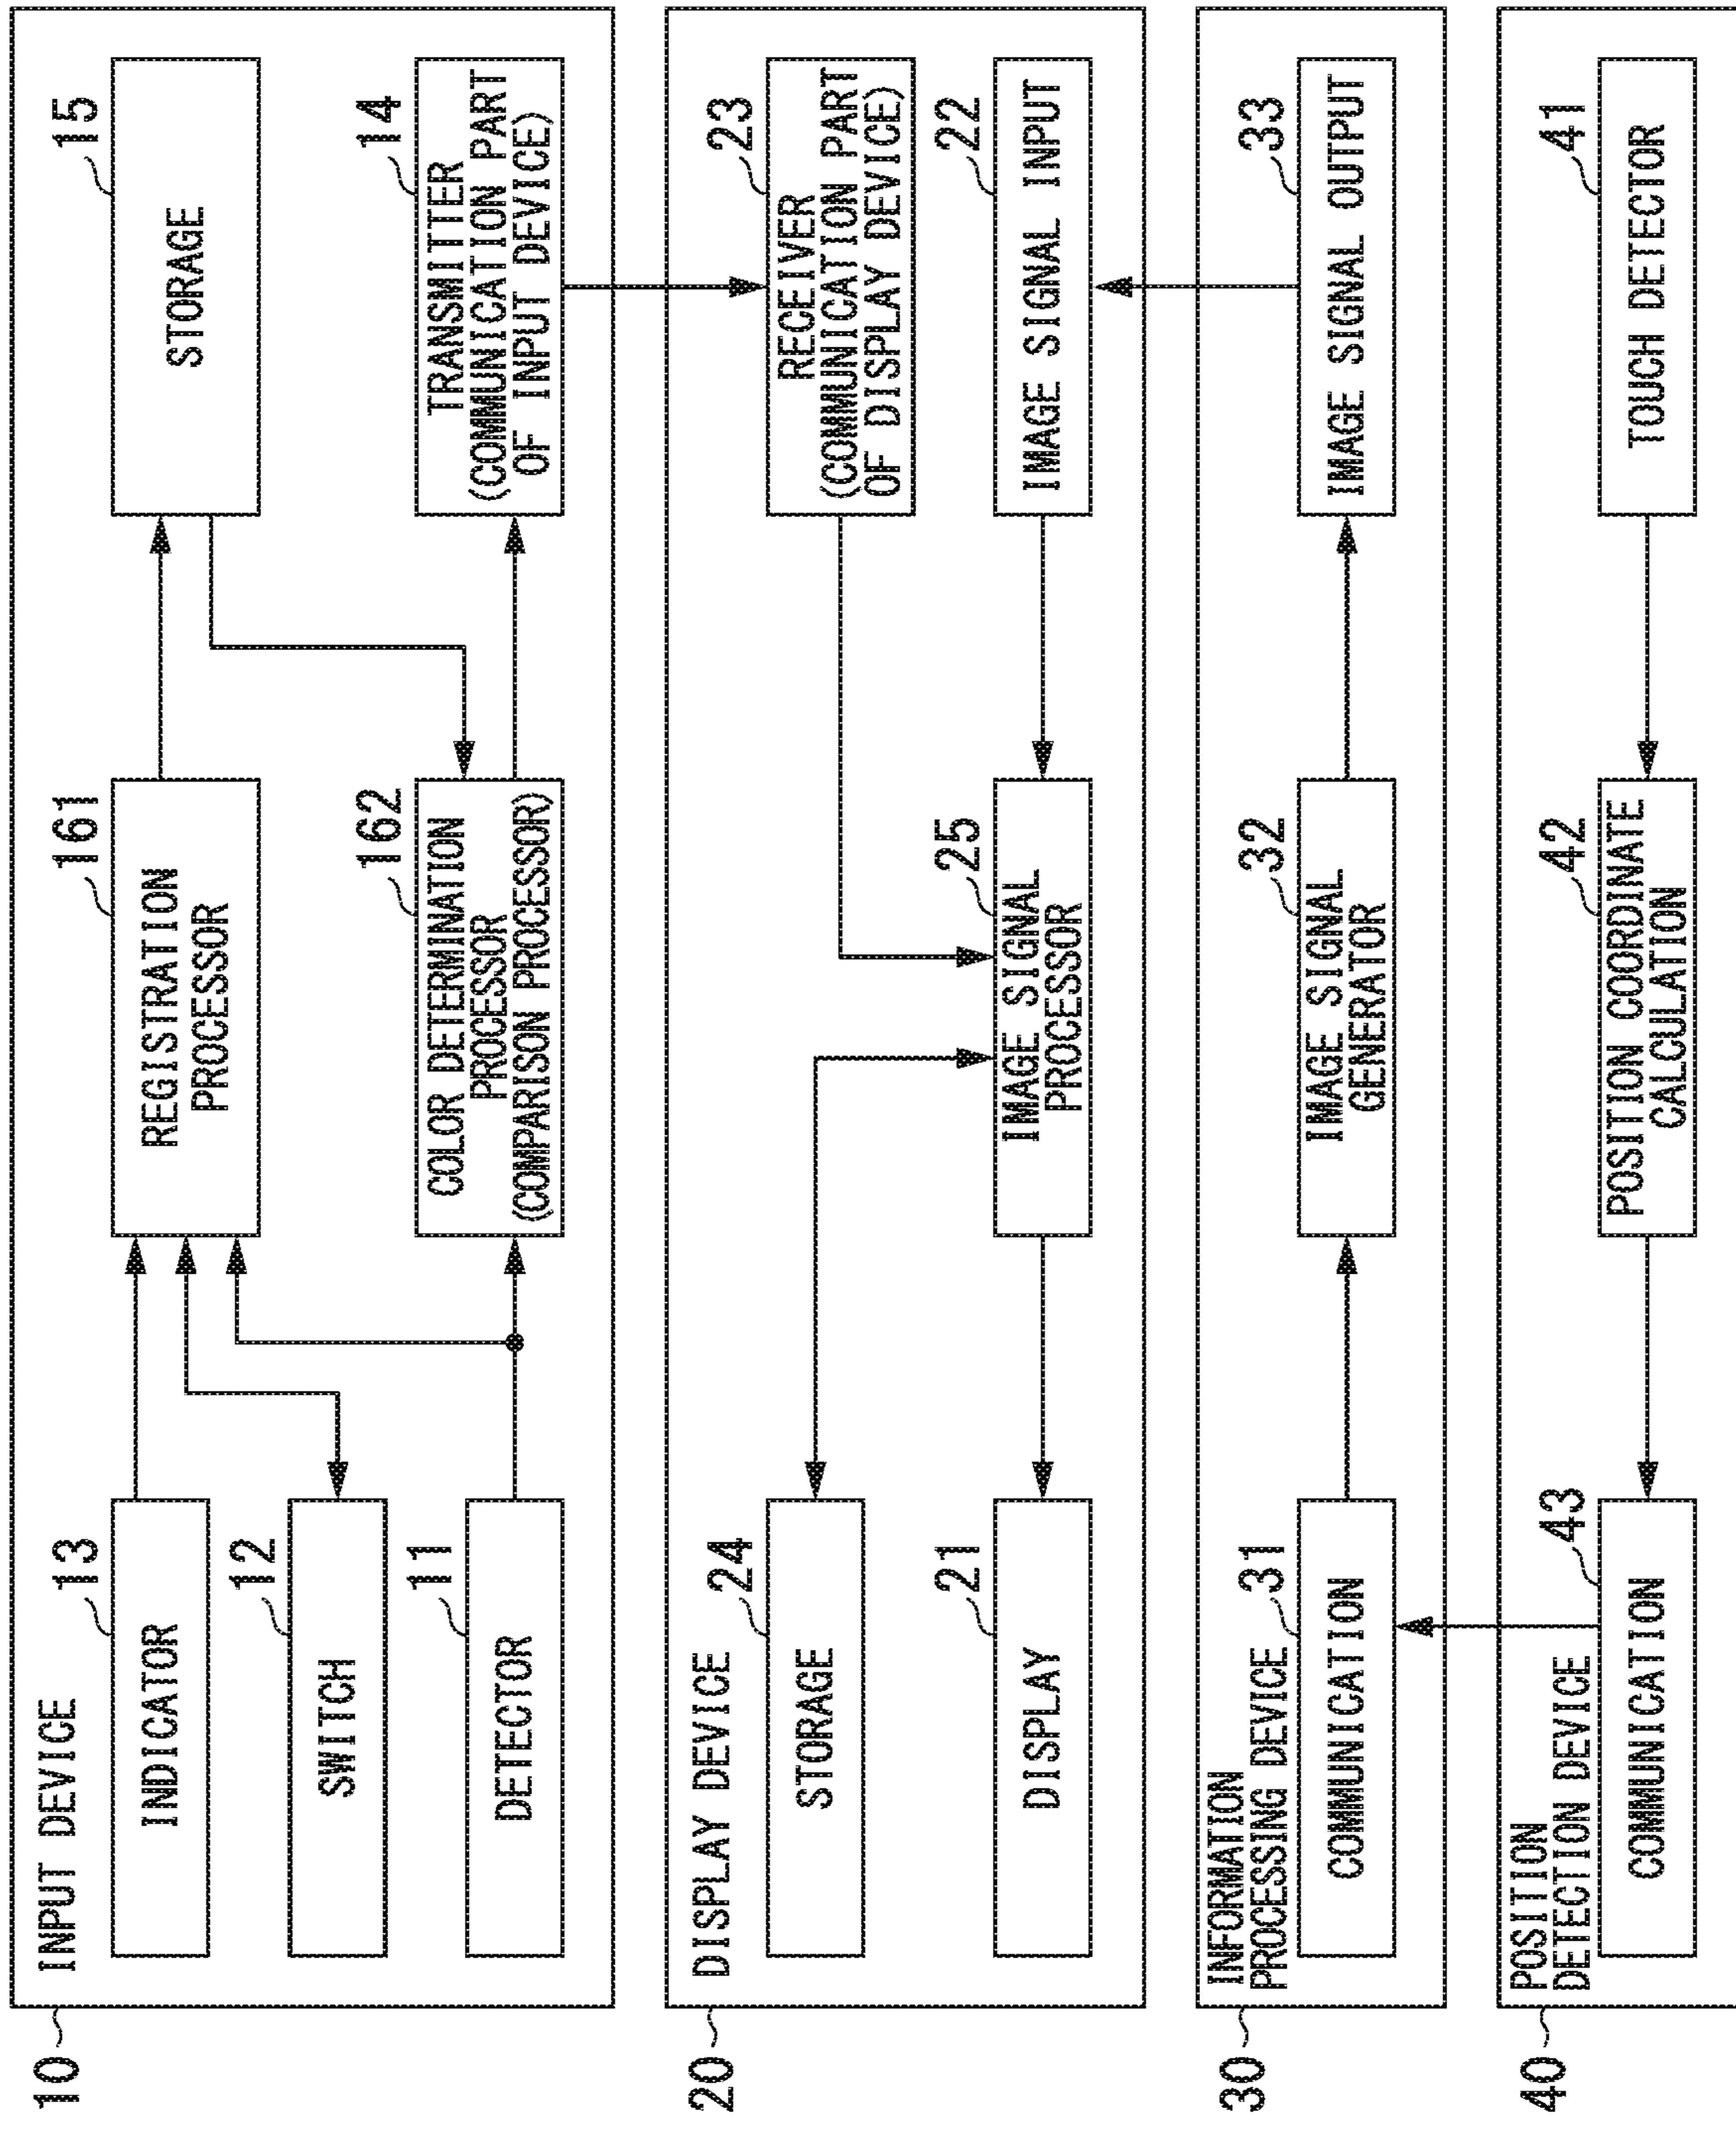 10
INPUT DEVICE
13
INDICATOR
12
SWITCH
11
DETECTOR
161
REGISTRATION
PROCESSOR
162
COLOR DETERMINATION
PROCESSOR
(COMPARISON PROCESSOR)
15
STORAGE
14
TRANSMITTER
(COMMUNICATION PART
OF INPUT DEVICE)
20
DISPLAY DEVICE
24
STORAGE
21
DISPLAY
25
IMAGE SIGNAL
PROCESSOR
23
RECEIVER
(COMMUNICATION PART
OF DISPLAY DEVICE)
22
IMAGE SIGNAL INPUT
30
INFORMATION
PROCESSING DEVICE
31
COMMUNICATION
32
IMAGE SIGNAL
GENERATOR
33
IMAGE SIGNAL OUTPUT
40
POSITION
DETECTION DEVICE
43
COMMUNICATION
42
POSITION COORDINATE
CALCULATION
41
TOUCH DETECTOR